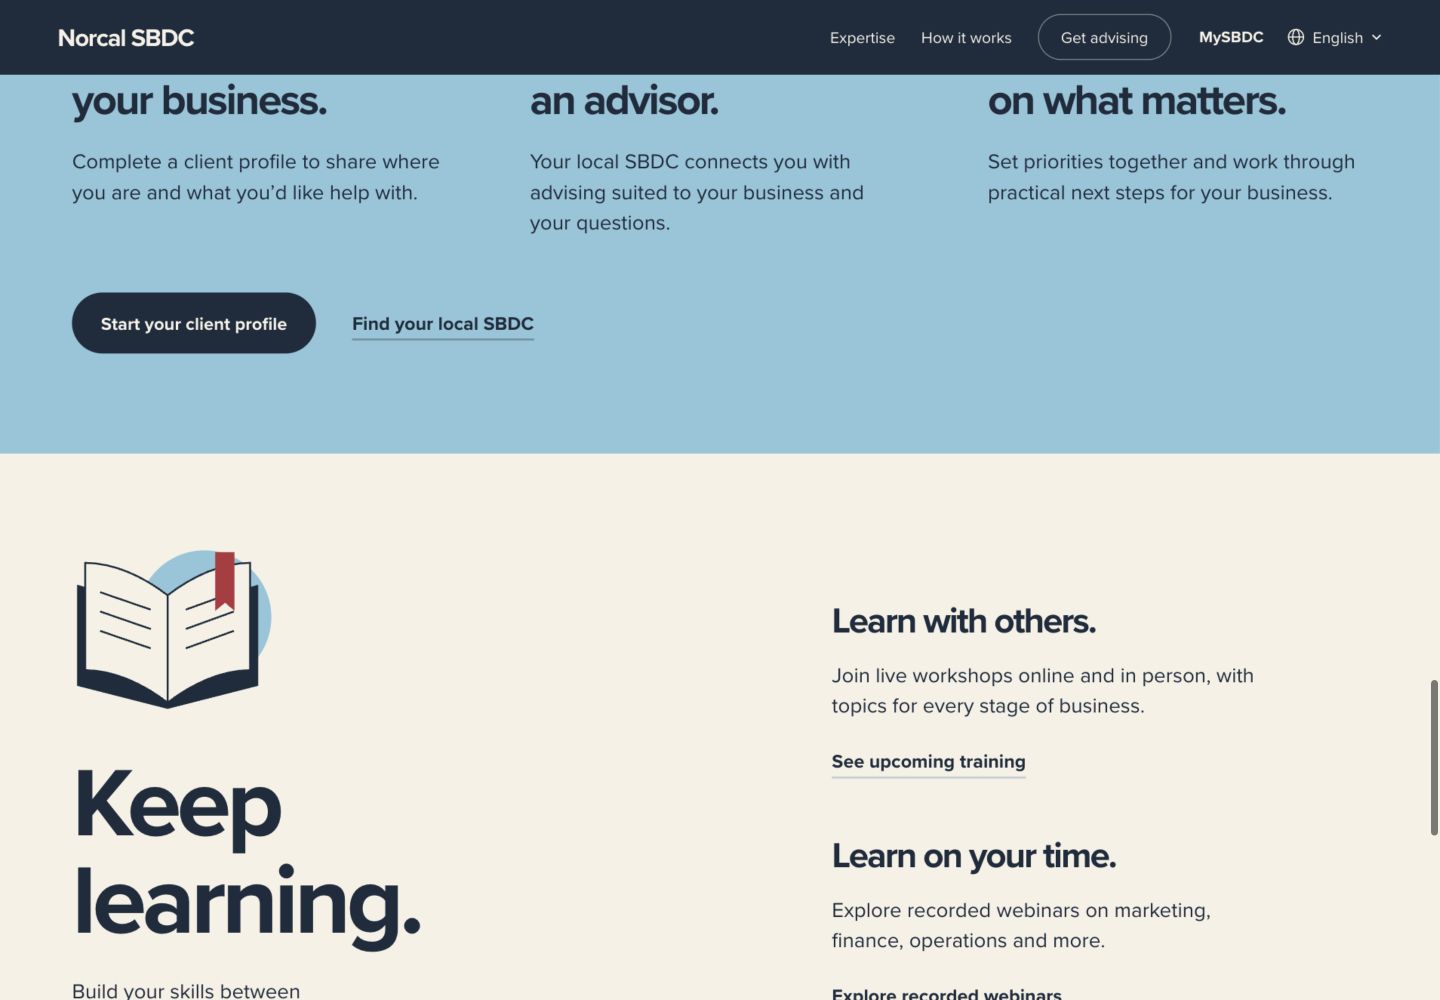 Norcal SBDC
Expertise
How it works
Get advising
MySBDC
English
your business.
Complete a client profile to share where
you are and what you’d like help with.
an advisor.
Your local SBDC connects you with
advising suited to your business and
your questions.
on what matters.
Set priorities together and work through
practical next steps for your business.
Start your client profile
Find your local SBDC
Keep
learning.
Build your skills between
Learn with others.
Join live workshops online and in person, with
topics for every stage of business.
See upcoming training
Learn on your time.
Explore recorded webinars on marketing,
finance, operations and more.
Explore recorded webinars